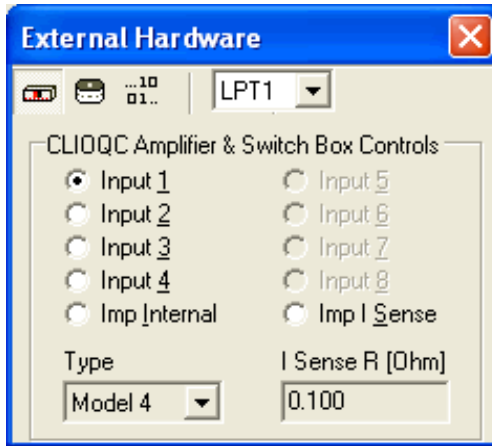 External Hardware
...10
01..
LPT1
CLIOQC Amplifier & Switch Box Controls
Input 1
Input 5
Input 2
Input 6
Input 3
Input 7
Input 4
Input 8
Imp Internal
Imp I Sense
Type
I Sense R [Ohm]
Model 4
0.100